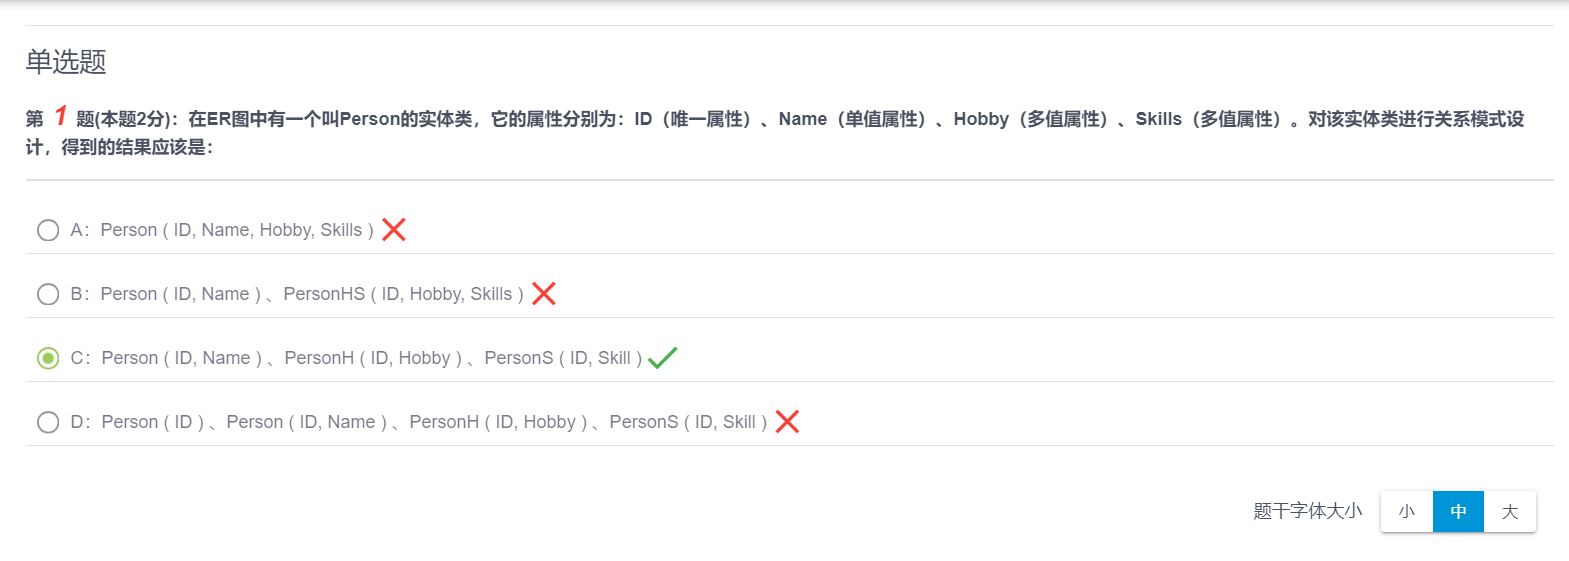 单选题
第 1 题(本题2分)：在ER图中有一个叫Person的实体类，它的属性分别为：ID（唯一属性）、Name（单值属性）、Hobby（多值属性）、Skills（多值属性）。对该实体类进行关系模式设
计，得到的结果应该是：
A：Person ( ID, Name, Hobby, Skills )
B：Person ( ID, Name ) 、PersonHS ( ID, Hobby, Skills )
C：Person ( ID, Name ) 、PersonH ( ID, Hobby ) 、PersonS ( ID, Skill )
D：Person ( ID ) 、Person ( ID, Name ) 、PersonH ( ID, Hobby ) 、PersonS ( ID, Skill )
题干字体大小 小 中 大